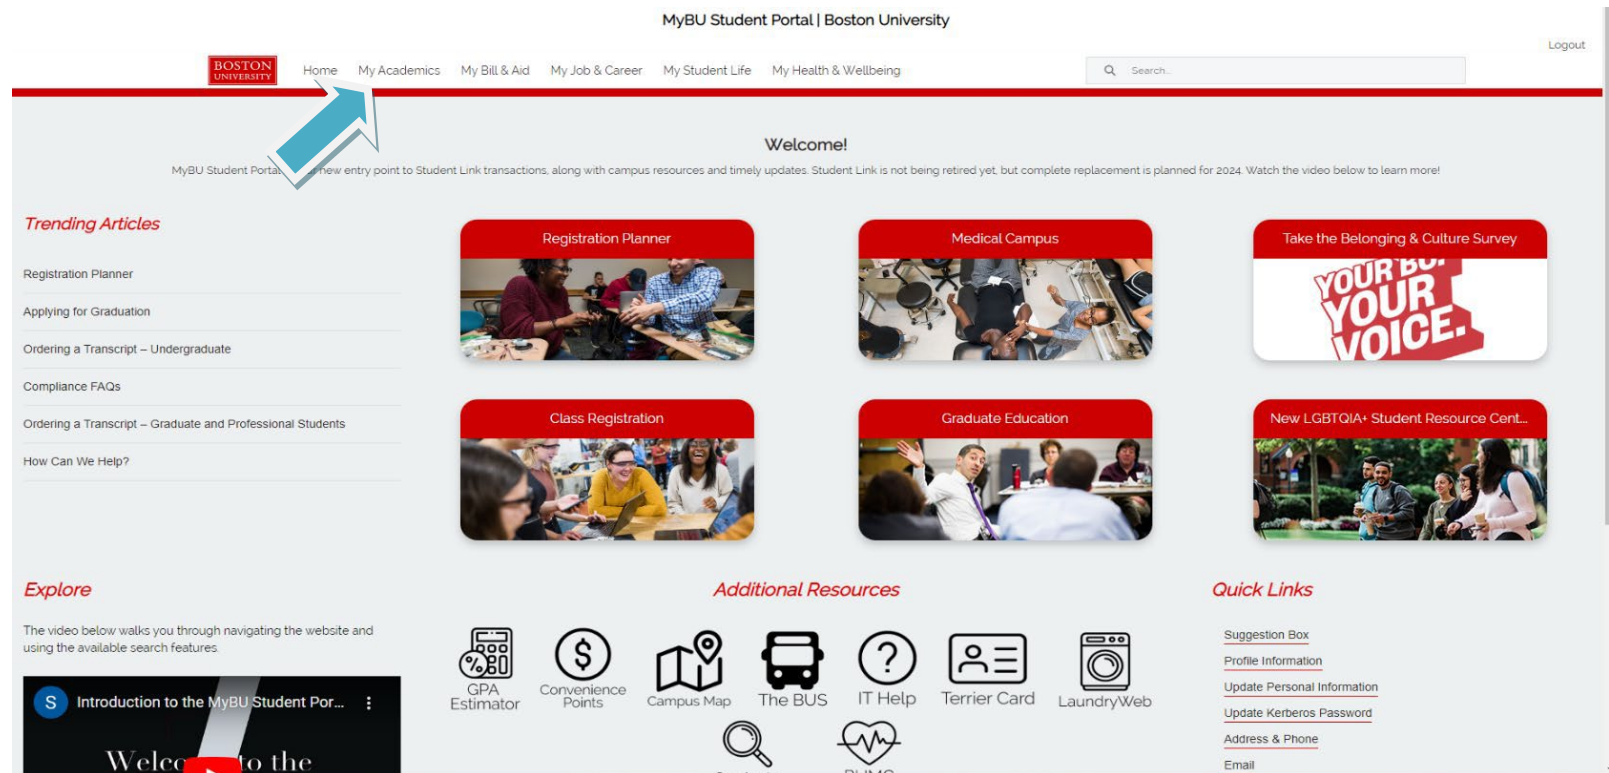 MyBU Student Portal | Boston University
Logout
BOSTON
UNIVERSITY
Home My Academics My Bill & Aid My Job & Career My Student Life My Health & Wellbeing
Search...
Welcome!
MyBU Student Portal new entry point to Student Link transactions, along with campus resources and timely updates. Student Link is not being retired yet, but complete replacement is planned for 2024. Watch the video below to learn more!
Trending Articles
Registration Planner
Applying for Graduation
Ordering a Transcript – Undergraduate
Compliance FAQs
Ordering a Transcript – Graduate and Professional Students
How Can We Help?
Registration Planner
Medical Campus
Take the Belonging & Culture Survey
YOUR BU.
YOUR
VOICE.
Class Registration
Graduate Education
New LGBTQIA+ Student Resource Cent...
Explore
The video below walks you through navigating the website and
using the available search features.
S Introduction to the MyBU Student Por...
to the
Additional Resources
GPA
Estimator
Convenience
Points
Campus Map
The BUS
IT Help
Terrier Card
LaundryWeb
Quick Links
Suggestion Box
Profile Information
Update Personal Information
Update Kerberos Password
Address & Phone
Email